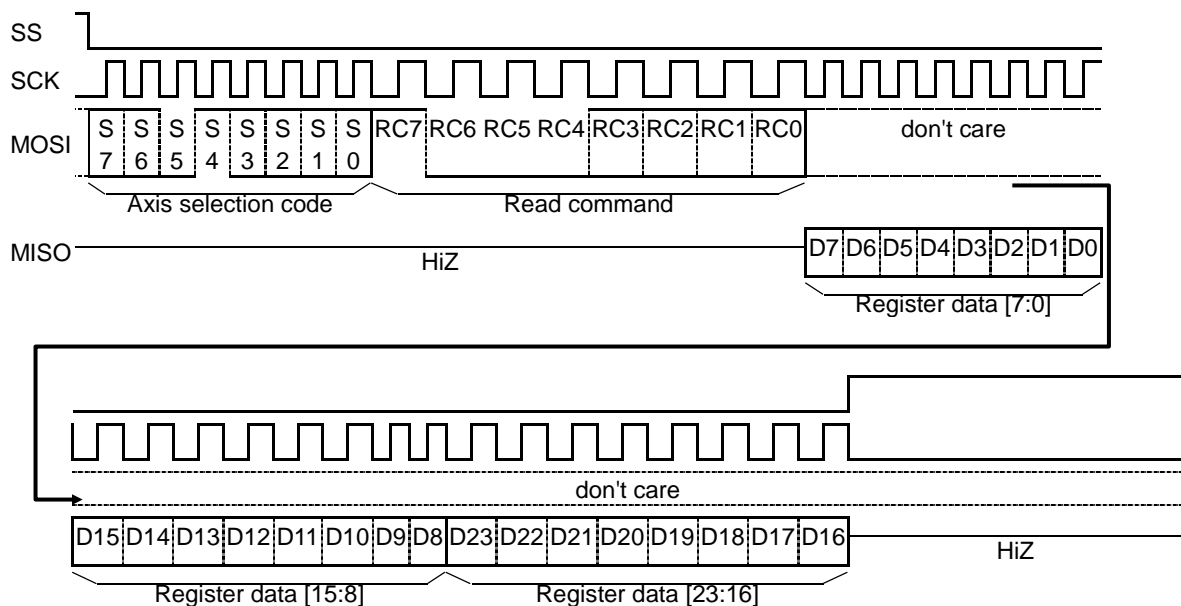 SS
SCK
MOSI
S S S S S S S S RC7 RC6 RC5 RC4 RC3 RC2 RC1 RC0 don't care
7 6 5 4 3 2 1 0
Axis selection code Read command
MISO
HiZ
D7 D6 D5 D4 D3 D2 D1 D0
Register data [7:0]
don't care
D15 D14 D13 D12 D11 D10 D9 D8 D23 D22 D21 D20 D19 D18 D17 D16 HiZ
Register data [15:8] Register data [23:16]